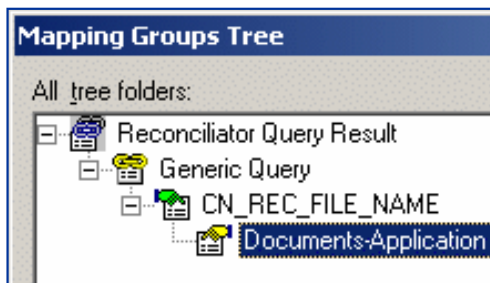 Mapping Groups Tree
All tree folders:
Reconciliator Query Result
Generic Query
CN_REC_FILE_NAME
Documents-Application